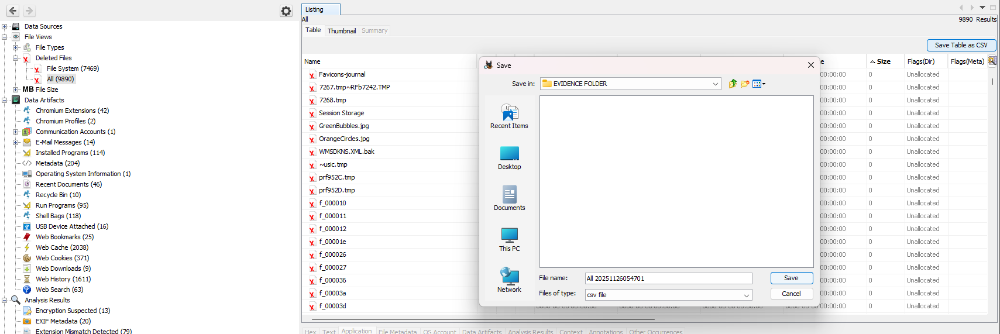 Data Sources
File Views
File Types
Deleted Files
File System (7469)
All (9890)
MB File Size
Data Artifacts
Chromium Extensions (42)
Chromium Profiles (2)
Communication Accounts (1)
E-Mail Messages (14)
Installed Programs (114)
Metadata (204)
Operating System Information (1)
Recent Documents (46)
Recycle Bin (10)
Run Programs (95)
Shell Bags (118)
USB Device Attached (16)
Web Bookmarks (25)
Web Cache (2038)
Web Cookies (371)
Web Downloads (9)
Web History (1611)
Web Search (63)
Analysis Results
Encryption Suspected (13)
EXIF Metadata (20)
Extension Mismatch Detected (79)
Listing
All
9890 Results
Table Thumbnail Summary
Save Table as CSV
Name Size Flags(Dir) Flags(Meta)
Favicons-journal 00:00:00 0 Unallocated
7267.tmp~RFb7242.TMP 00:00:00 0 Unallocated
7268.tmp 00:00:00 0 Unallocated
Session Storage 00:00:00 0 Unallocated
GreenBubbles.jpg 00:00:00 0 Unallocated
OrangeCircles.jpg 00:00:00 0 Unallocated
WMSDKNS.XML.bak 00:00:00 0 Unallocated
~usic.tmp 00:00:00 0 Unallocated
prf952C.tmp 00:00:00 0 Unallocated
prf952D.tmp 00:00:00 0 Unallocated
f_000010 00:00:00 0 Unallocated
f_000011 00:00:00 0 Unallocated
f_000012 00:00:00 0 Unallocated
f_00001e 00:00:00 0 Unallocated
f_000026 00:00:00 0 Unallocated
f_000027 00:00:00 0 Unallocated
f_000036 00:00:00 0 Unallocated
f_00003a 00:00:00 0 Unallocated
f_00003d 00:00:00 0 Unallocated
Save
Save in: EVIDENCE FOLDER
Recent Items
Desktop
Documents
This PC
Network
File name: All 20251126054701 Save
Files of type: csv file Cancel
Hex Text Application File Metadata OS Account Data Artifacts Analysis Results Context Annotations Other Occurrences